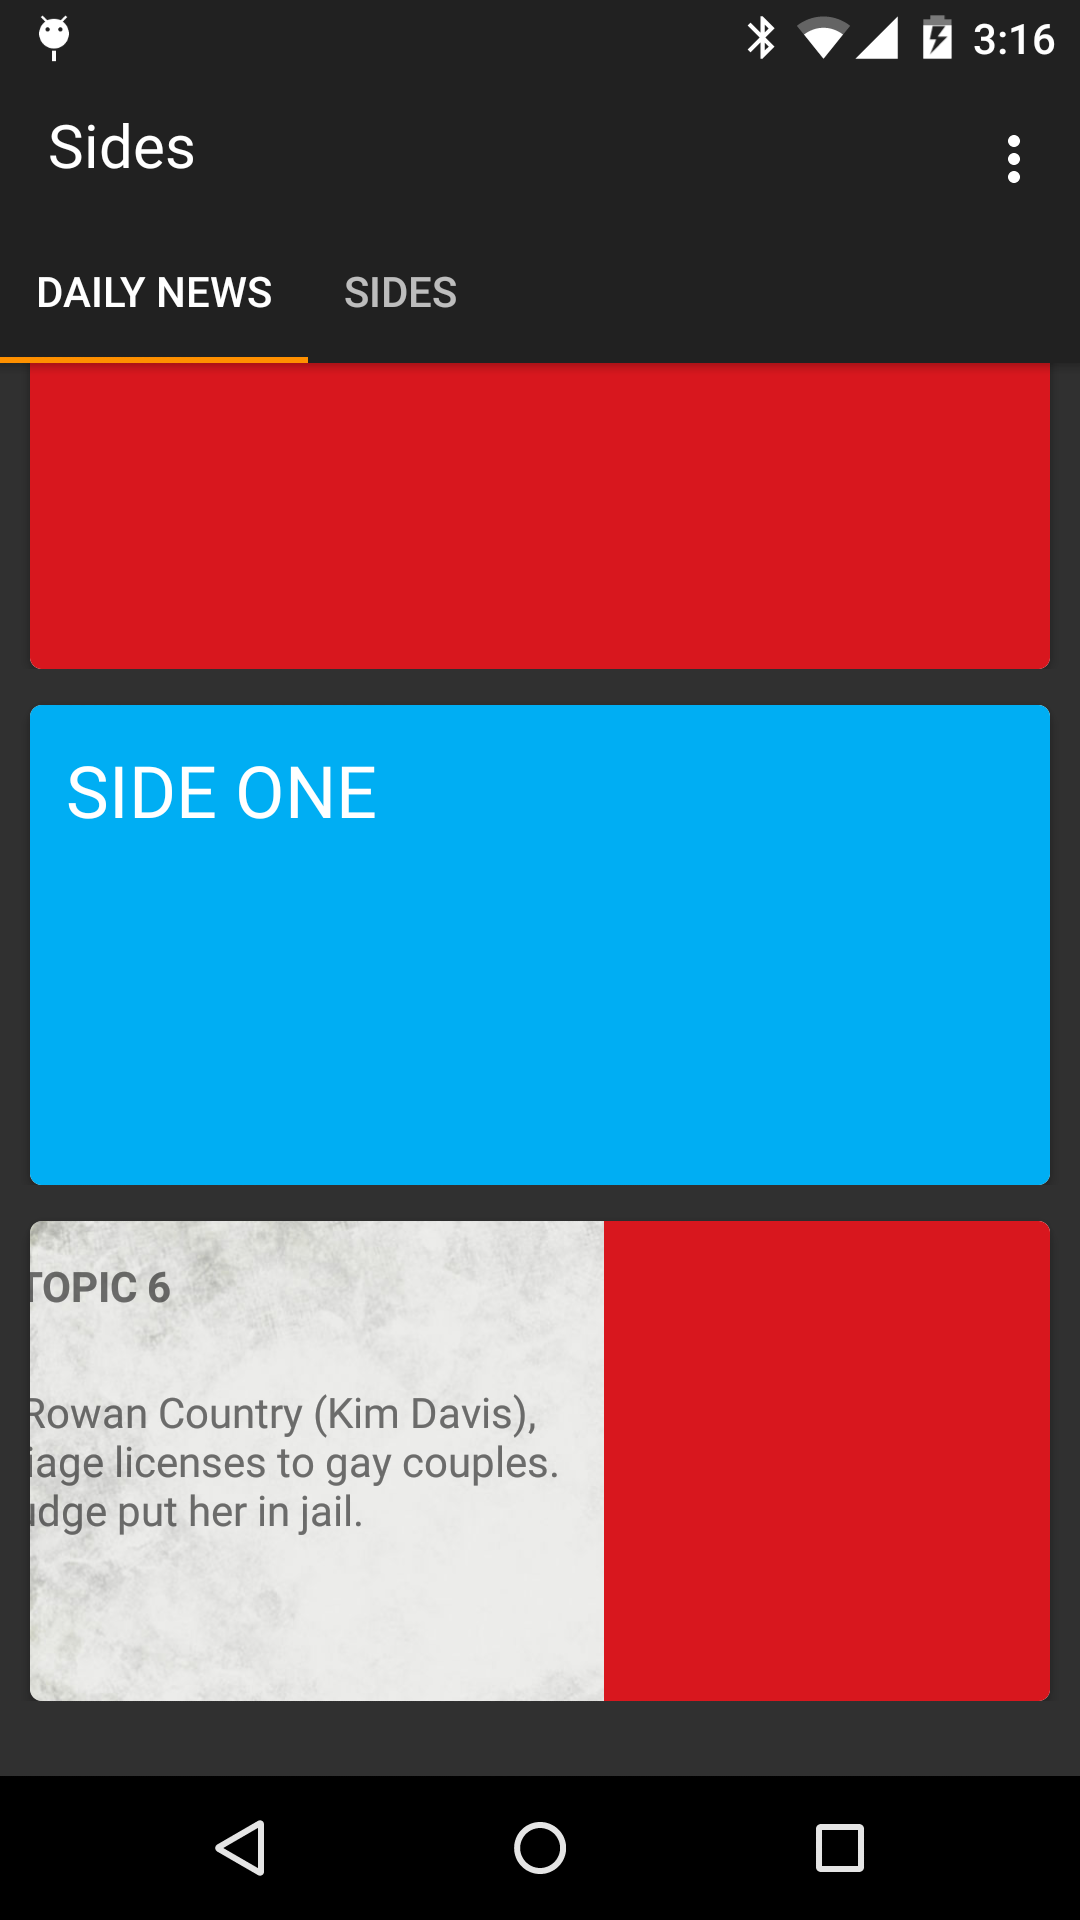 3:16
Sides
DAILY NEWS
SIDES
SIDE ONE
TOPIC 6
Rowan Country (Kim Davis),
iage licenses to gay couples.
udge put her in jail.